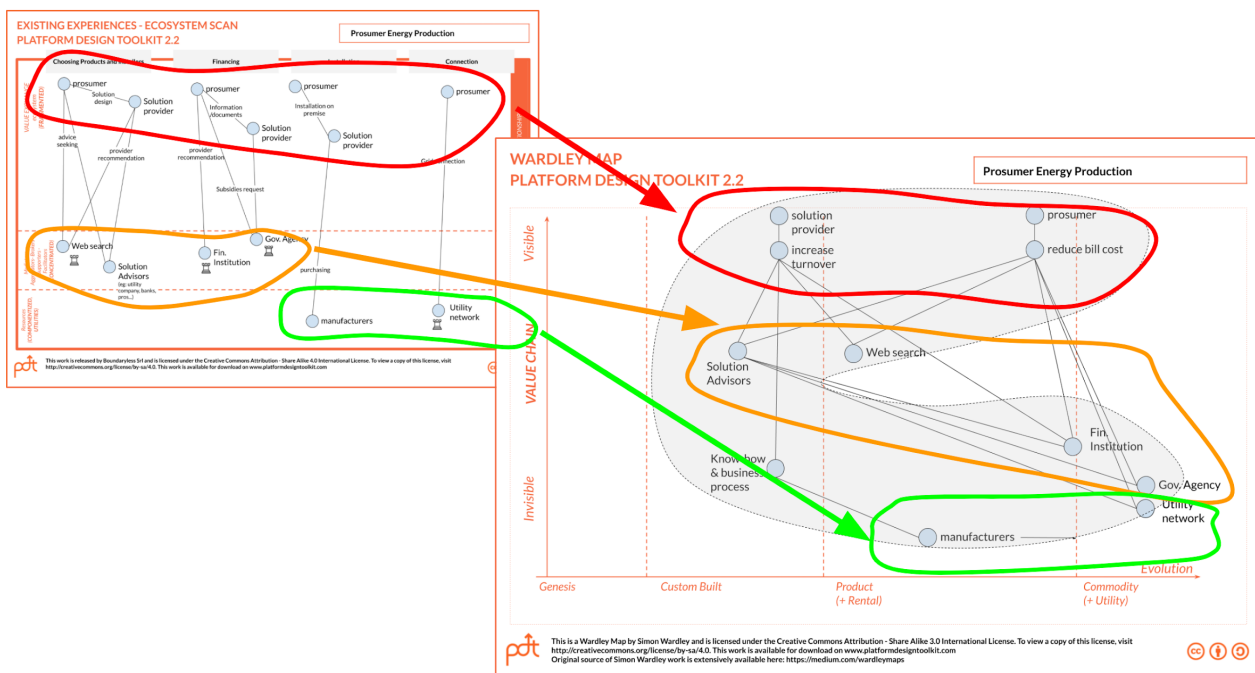 EXISTING EXPERIENCES - ECOSYSTEM SCAN
PLATFORM DESIGN TOOLKIT 2.2
Prosumer Energy Production
Choosing Products and
Financing
Connection
prosumer
Solution
design
Solution
provider
prosumer
Information
/documents
Solution
provider
prosumer
Installation on
premise
Solution
provider
prosumer
advice
seeking
provider
recommendation
provider
recommendation
Subsidies request
purchasing
Web search
Solution
Advisors
(eg: utility
company, banks,
pros...)
Fin.
Institution
Gov. Agency
manufacturers
Utility
network
pdt
This work is released by Boundaryless Srl and is licensed under the Creative Commons Attribution - Share Alike 4.0 International License. To view a copy of this license, visit
http://creativecommons.org/license/by-sa/4.0. This work is available for download on www.platformdesigntoolkit.com
WARDLEY MAP
PLATFORM DESIGN TOOLKIT 2.2
Prosumer Energy Production
Visible
VALUE CHAIN
Invisible
solution
provider
increase
turnover
prosumer
reduce bill cost
Solution
Advisors
Web search
Fin.
Institution
Know how
& business
process
Gov. Agency
Utility
network
manufacturers
Evolution
Genesis
Custom Built
Product
(+ Rental)
Commodity
(+ Utility)
pdt
This is a Wardley Map by Simon Wardley and is licensed under the Creative Commons Attribution - Share Alike 3.0 International License. To view a copy of this license, visit
http://creativecommons.org/license/by-sa/4.0. This work is available for download on www.platformdesigntoolkit.com
Original source of Simon Wardley work is extensively available here: https://medium.com/wardleymaps
cc